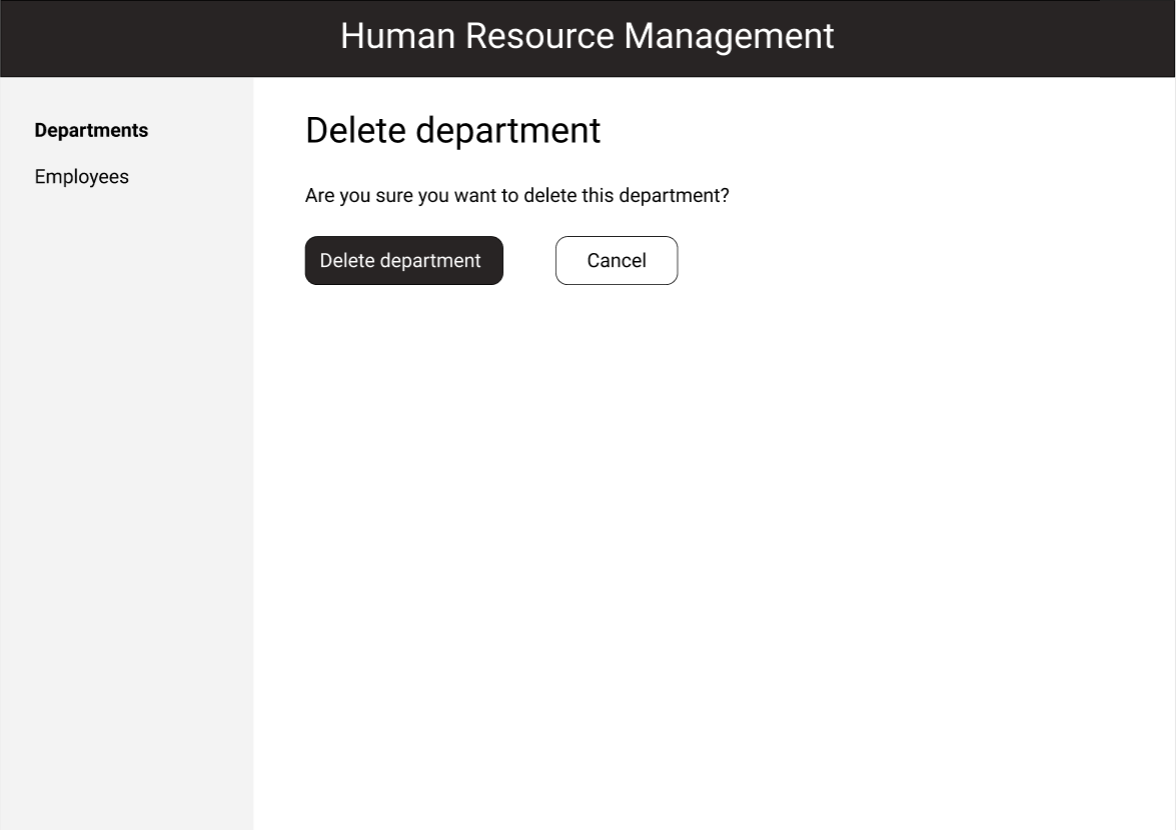 Human Resource Management
Departments
Employees
Delete department
Are you sure you want to delete this department?
Delete department
Cancel